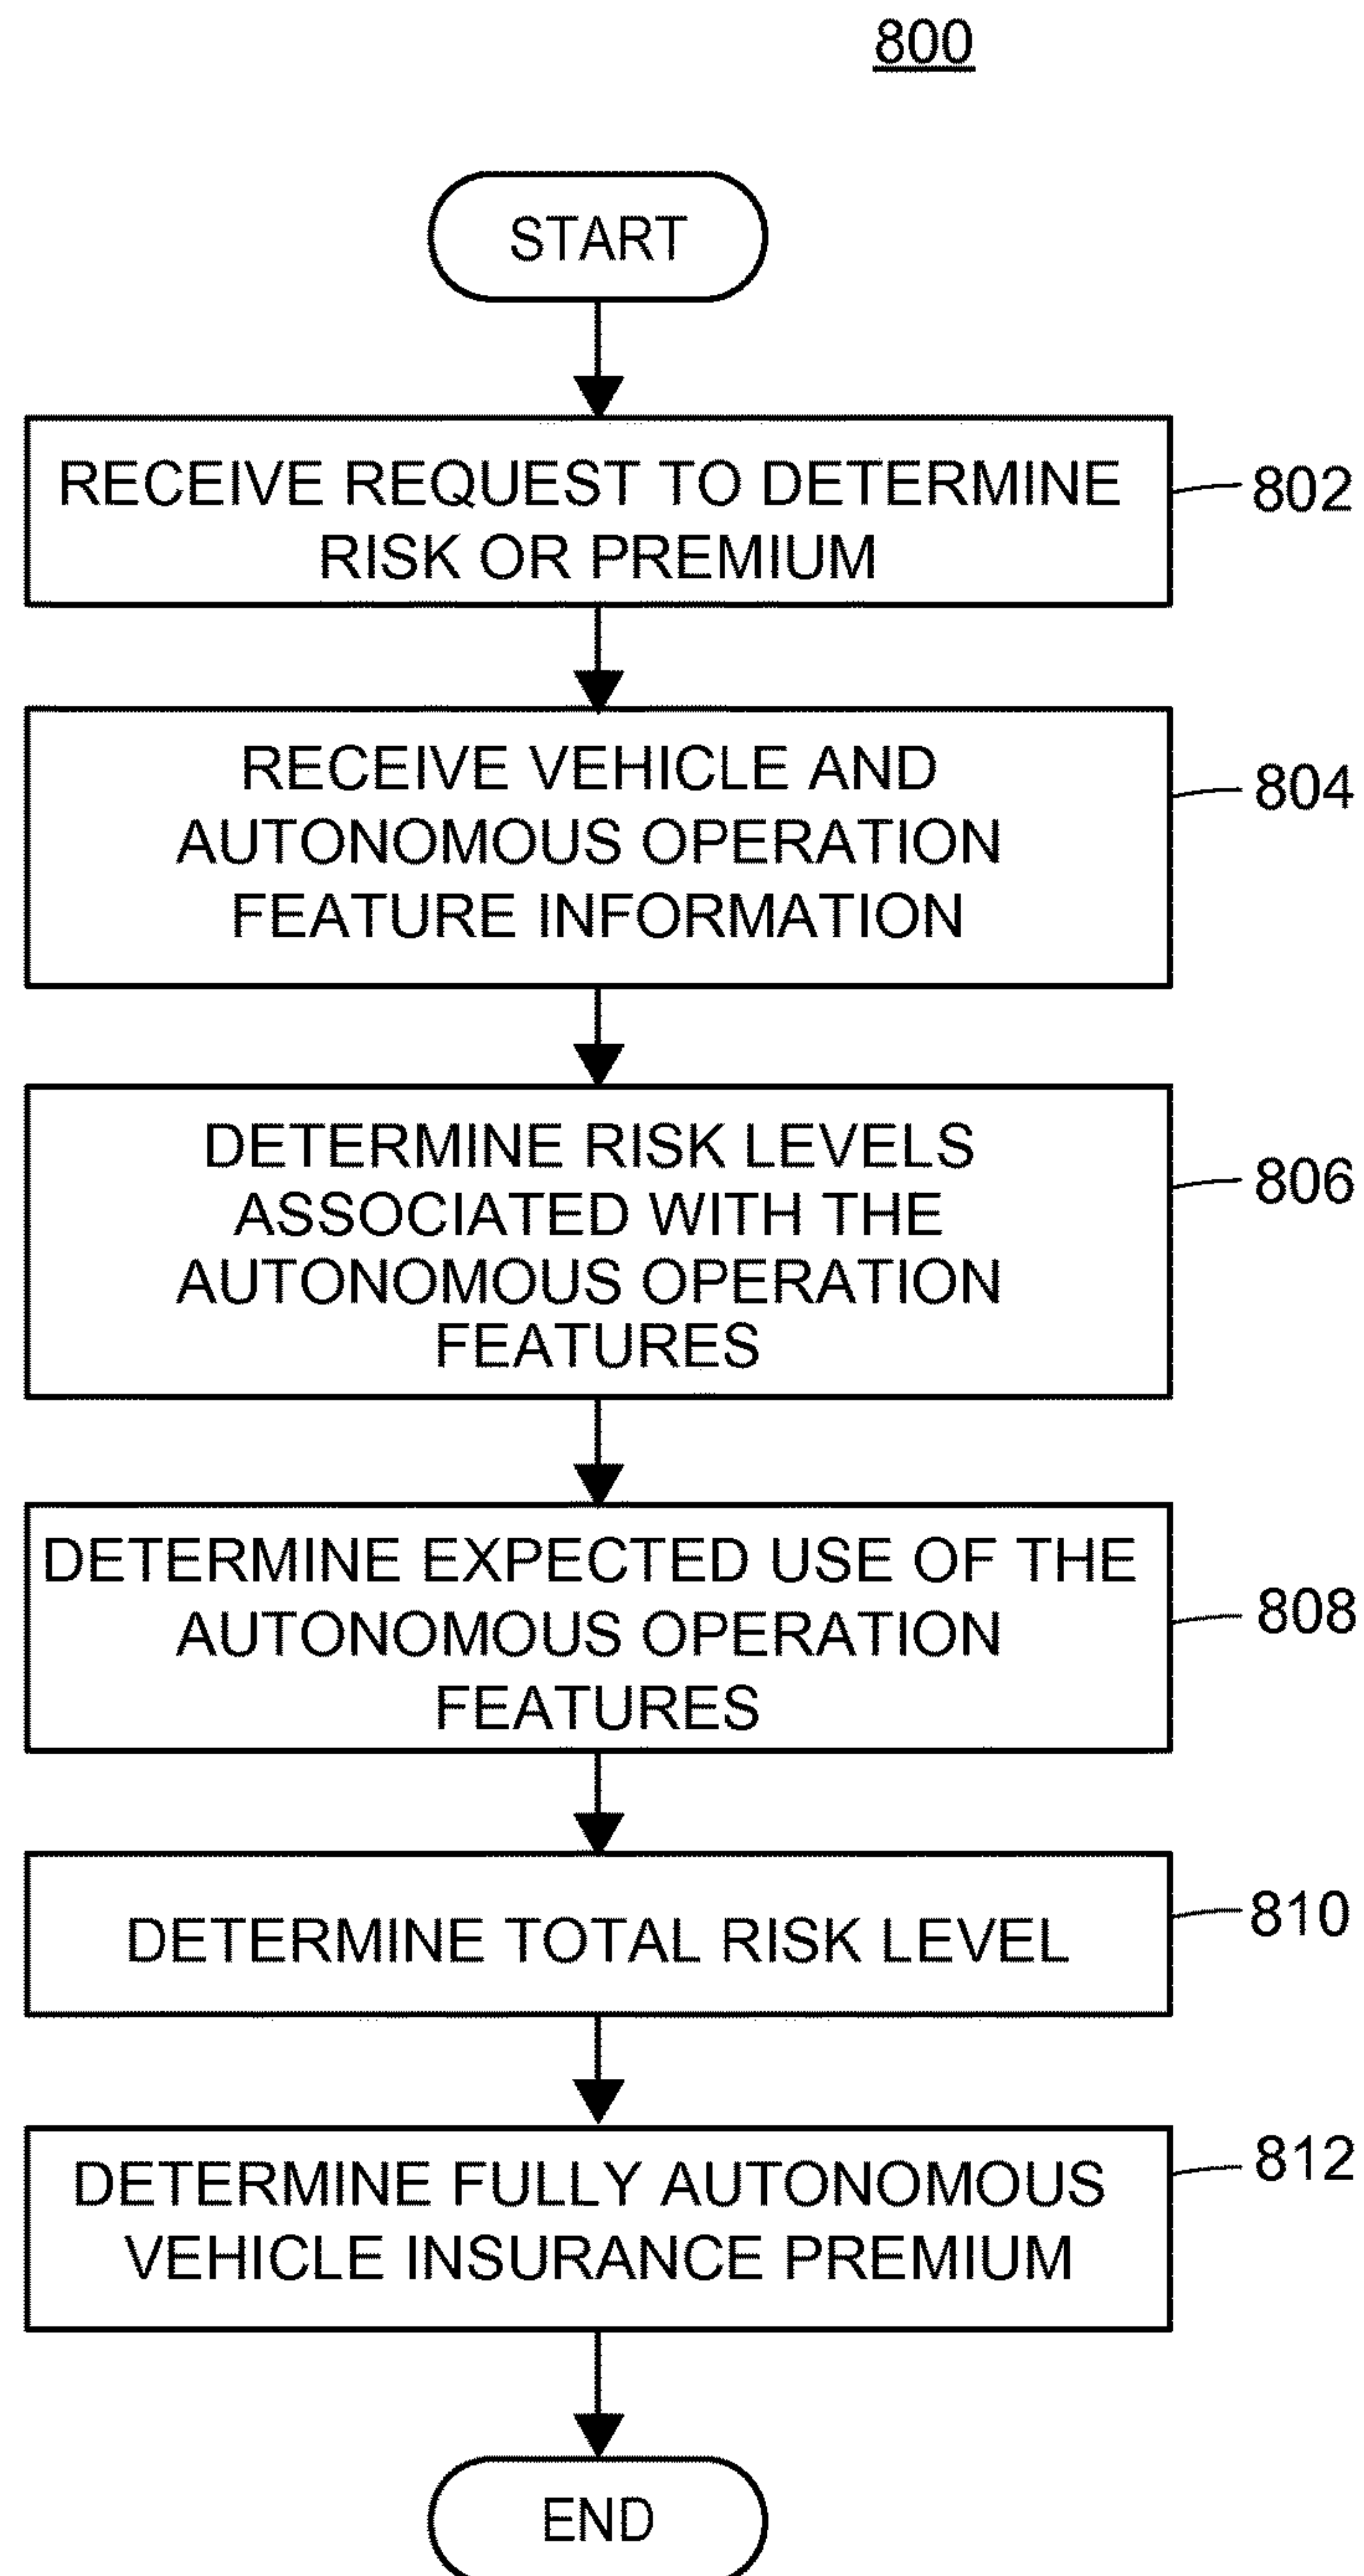 800
START
RECEIVE REQUEST TO DETERMINE
RISK OR PREMIUM
802
RECEIVE VEHICLE AND
AUTONOMOUS OPERATION
FEATURE INFORMATION
804
DETERMINE RISK LEVELS
ASSOCIATED WITH THE
AUTONOMOUS OPERATION
FEATURES
806
DETERMINE EXPECTED USE OF THE
AUTONOMOUS OPERATION
FEATURES
808
DETERMINE TOTAL RISK LEVEL
810
DETERMINE FULLY AUTONOMOUS
VEHICLE INSURANCE PREMIUM
812
END